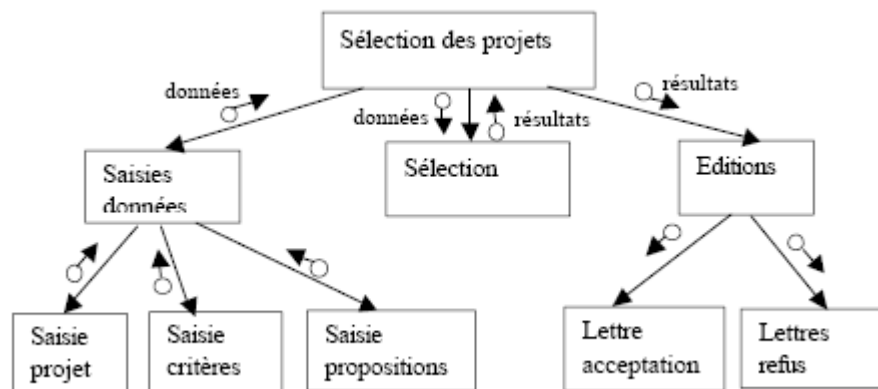 Sélection des projets
données
données
résultats
résultats
Saisies
données
Sélection
Editions
Saisie
projet
Saisie
critères
Saisie
propositions
Lettre
acceptation
Lettres
refus